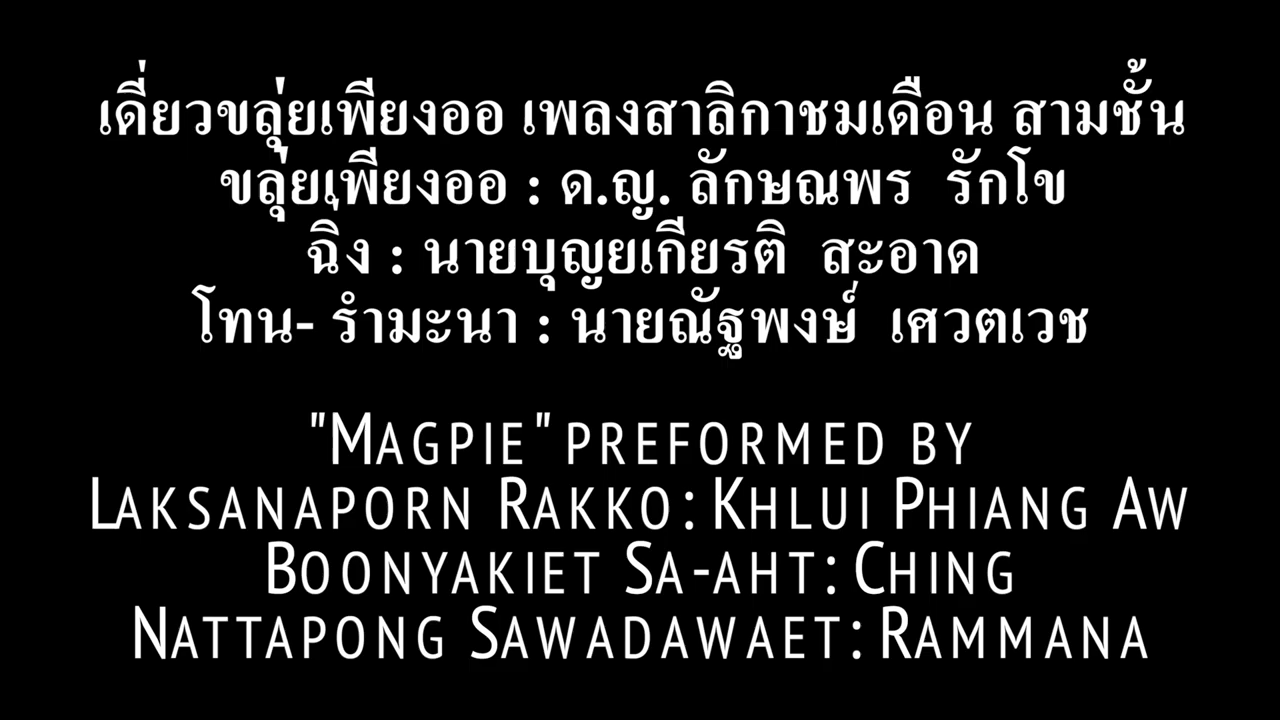 เดี่ยวขลุ่ยเพียงออ เพลงสาลิกาชมเดือน สามชั้น
ขลุ่ยเพียงออ : ด.ญ. ลักษณพร รักโข
ฉิ่ง : นายบุญยเกียรติ สะอาด
โทน- รำมะนา : นายณัฐพงษ์ เศวตเวช
"MAGPIE" PREFORMED BY
LAKSANAPORN RAKKO: KHLUI PHIANG AW
BOONYAKIET SA-AHT: CHING
NATTAPONG SAWADAWAET: RAMMANA